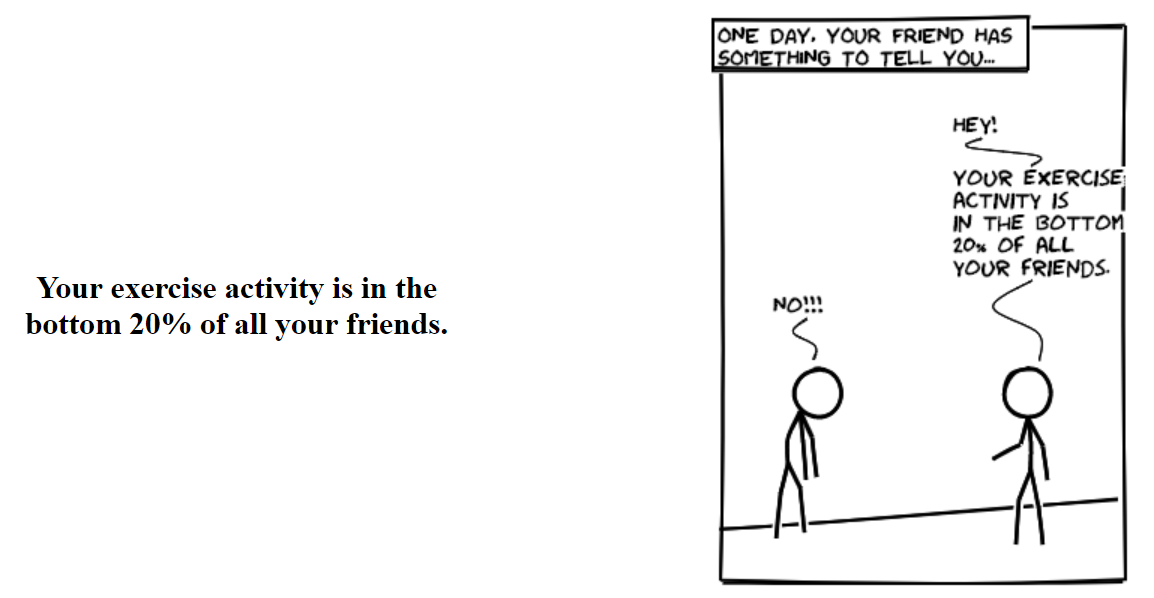 Your exercise activity is in the
bottom 20% of all your friends.
ONE DAY, YOUR FRIEND HAS
SOMETHING TO TELL YOU...
HEY!
YOUR EXERCISE
ACTIVITY IS
IN THE BOTTOM
20% OF ALL
YOUR FRIENDS.
NO!!!